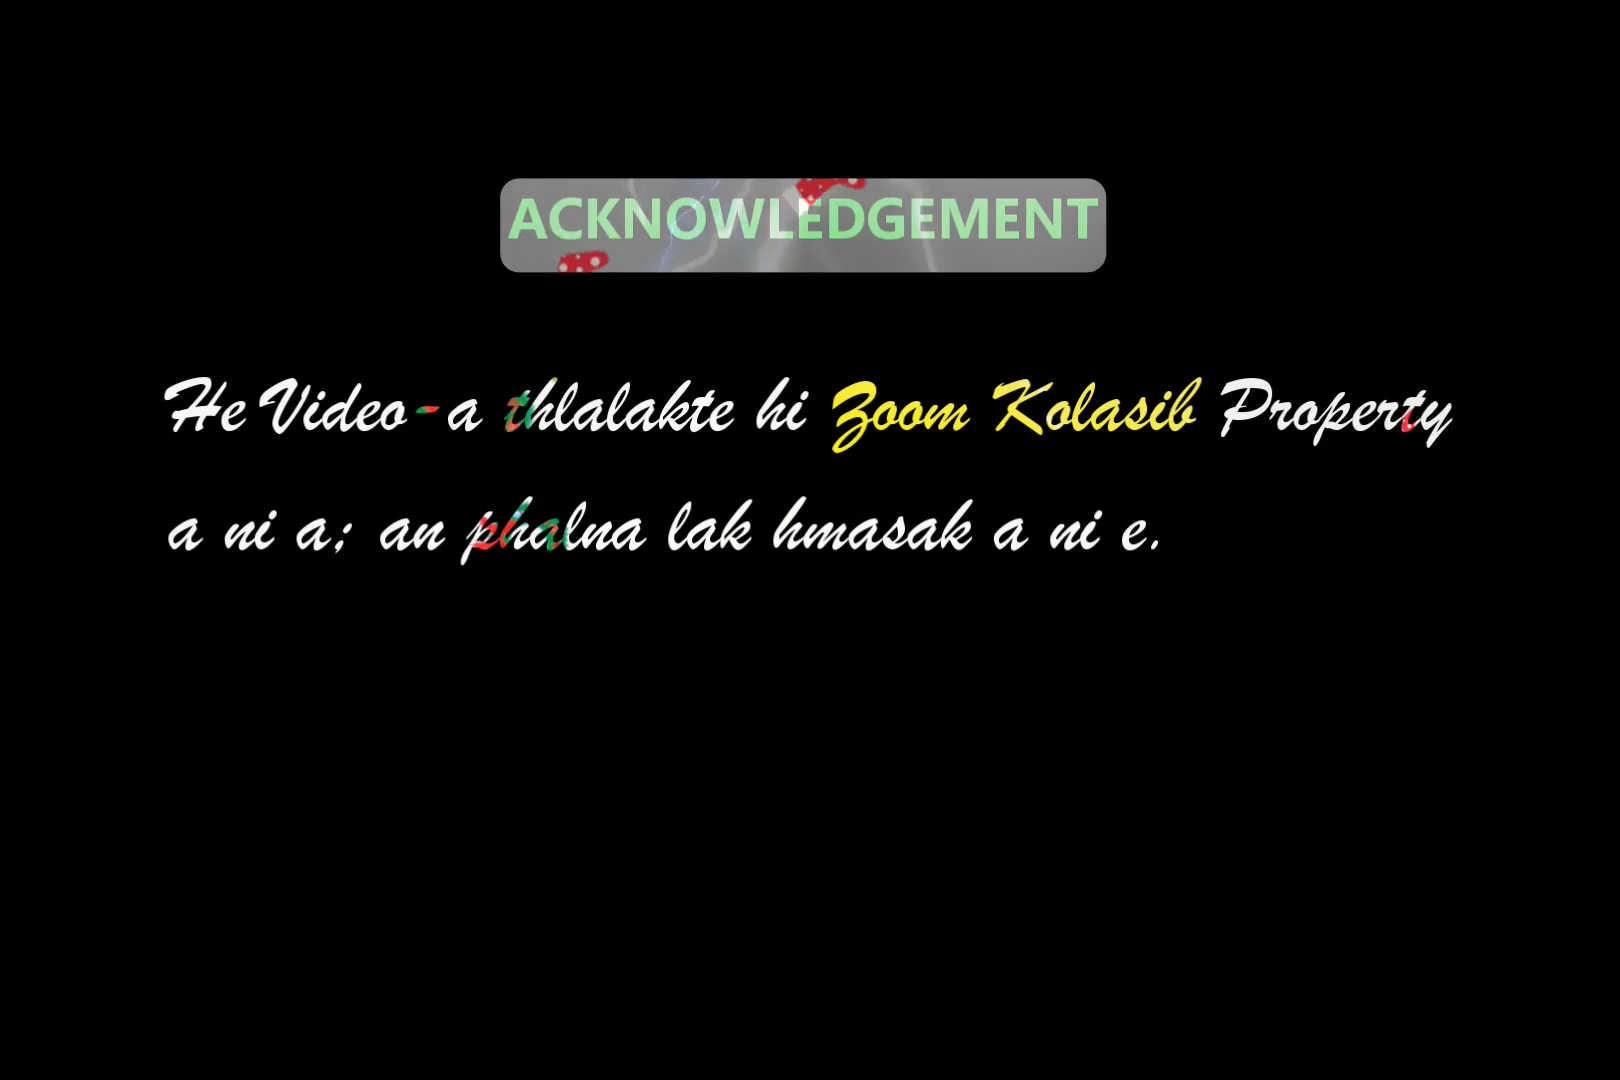 ACKNOWLEDGEMENT
He Video-a thlalakte hi Zoom Kolasib Property
a ni a; an phalna lak hmasak a ni e.